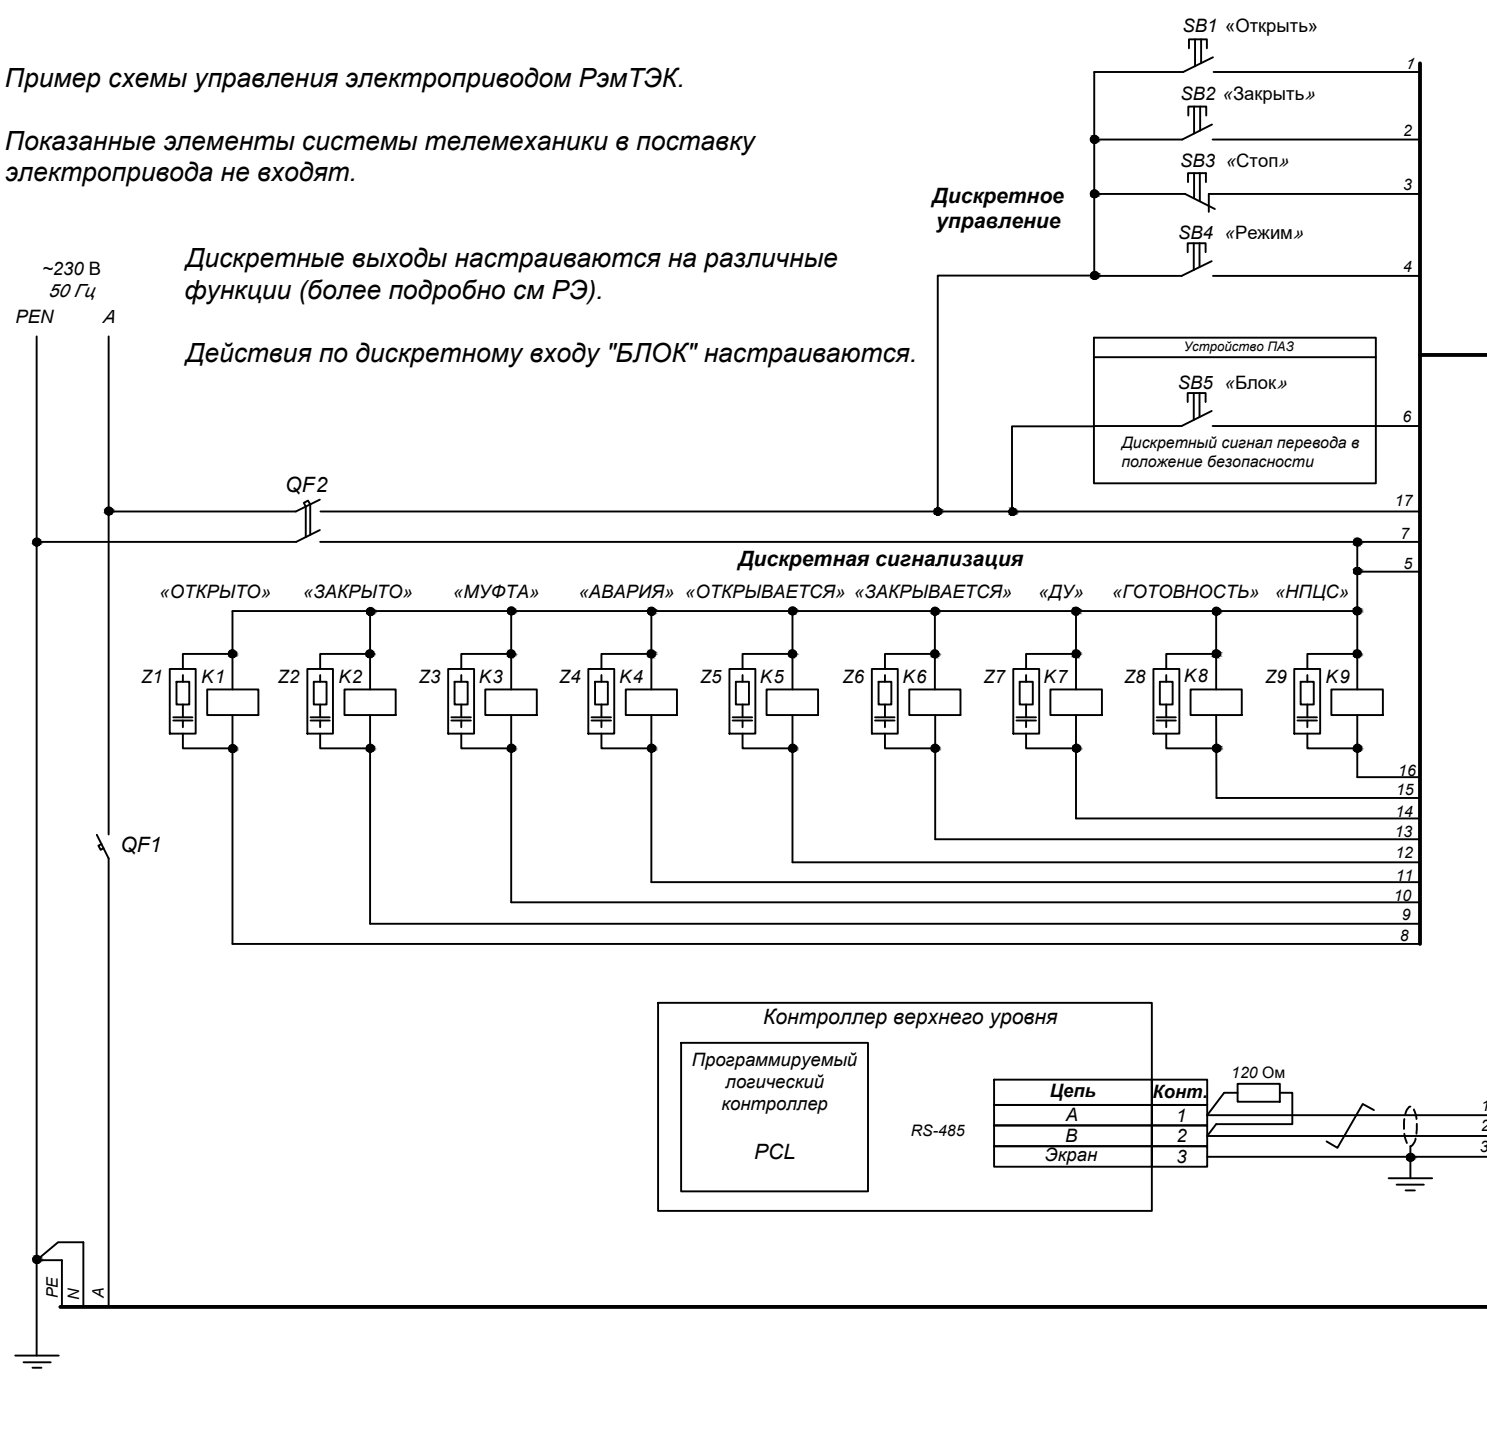 SB1 «Открыть»
1
Пример схемы управления электроприводом РэмТЭК.
SB2 «Закрыть»
2
Показанные элементы системы телемеханики в поставку
электропривода не входят.
SB3 «Стоп»
3
Дискретное
управление
SB4 «Режим»
4
~230 В
50 Гц
PEN A
Дискретные выходы настраиваются на различные
функции (более подробно см РЭ).
Действия по дискретному входу "БЛОК" настраиваются.
Устройство ПАЗ
SB5 «Блок»
6
Дискретный сигнал перевода в
положение безопасности
QF2
17
7
Дискретная сигнализация
5
«ОТКРЫТО» «ЗАКРЫТО» «МУФТА» «АВАРИЯ» «ОТКРЫВАЕТСЯ» «ЗАКРЫВАЕТСЯ» «ДУ» «ГОТОВНОСТЬ» «НПЦС»
Z1 K1 Z2 K2 Z3 K3 Z4 K4 Z5 K5 Z6 K6 Z7 K7 Z8 K8 Z9 K9
16
15
14
13
QF1
12
11
10
9
8
Контроллер верхнего уровня
Программируемый
логический
контроллер
PCL
RS-485
Цепь Конт.
A 1
B 2
Экран 3
120 Ом
1
2
3
PE
N
A